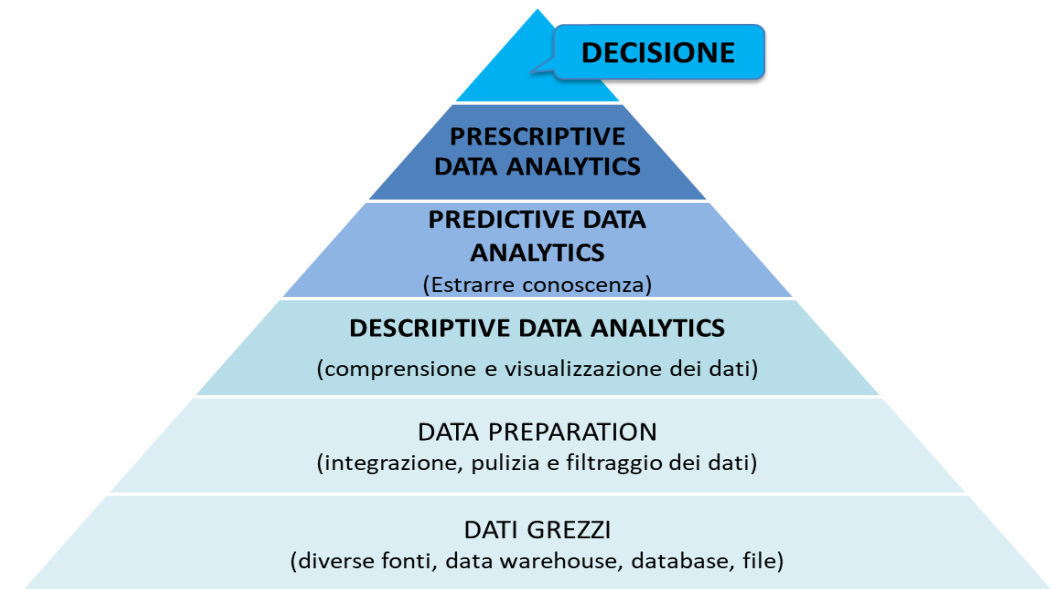 DECISIONE
PRESCRIPTIVE
DATA ANALYTICS
PREDICTIVE DATA
ANALYTICS
(Estrarre conoscenza)
DESCRIPTIVE DATA ANALYTICS
(comprensione e visualizzazione dei dati)
DATA PREPARATION
(integrazione, pulizia e filtraggio dei dati)
DATI GREZZI
(diverse fonti, data warehouse, database, file)